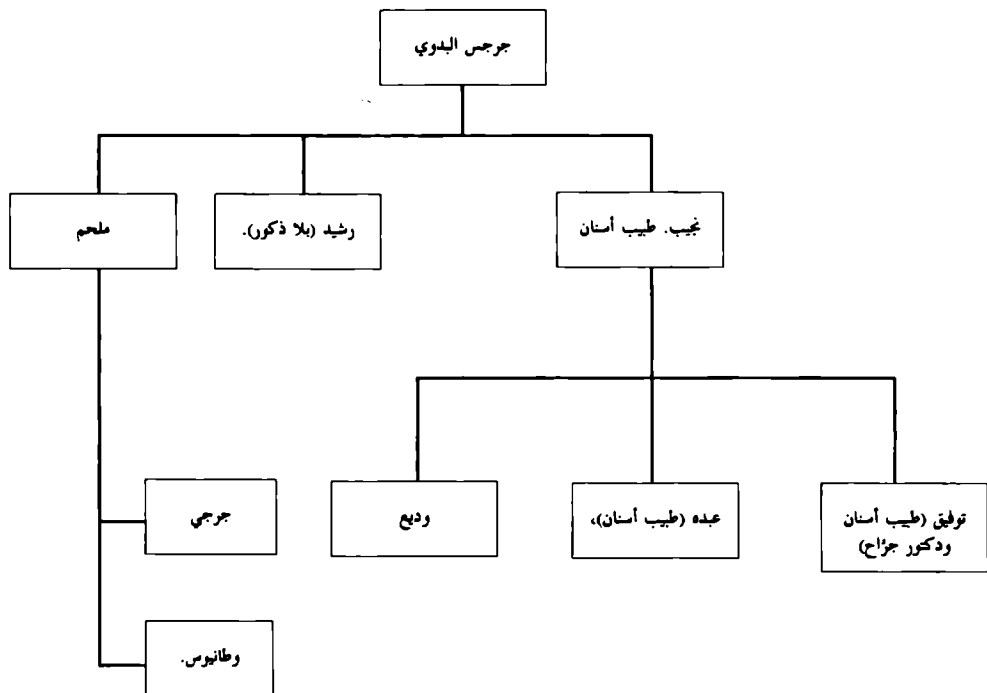 جرجس البدوي
نجيب. طبيب أسنان
رشيد (بلا ذكور).
ملحم
توفيق (طبيب أسنان
ودكتور جرّاح)
عبده (طبيب أسنان)،
وديع
جرجي
وطانيوس.